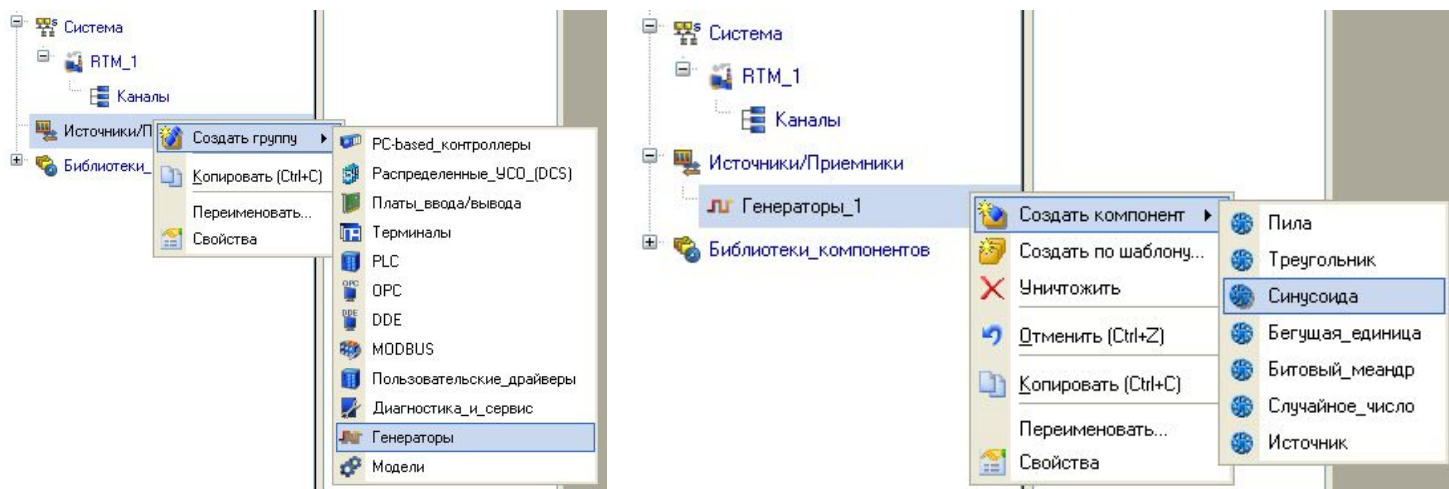 Система
RTM_1
Каналы
Источники/П
Библиотеки_
Создать группу
Копировать (Ctrl+C)
Переименовать...
Свойства
PC-based_контроллеры
Распределенные_УСО_(DCS)
Платы_ввода/вывода
Терминалы
PLC
OPC
OPC
DDE
DDE
MODBUS
Пользовательские_драйверы
Диагностика_и_сервис
Генераторы
Модели
Система
RTM_1
Каналы
Источники/Приемники
Генераторы_1
Библиотеки_компонентов
Создать компонент
Создать по шаблону...
Уничтожить
Отменить (Ctrl+Z)
Копировать (Ctrl+C)
Переименовать...
Свойства
Пила
Треугольник
Синусоида
Бегущая_единица
Битовый_меандр
Случайное_число
Источник